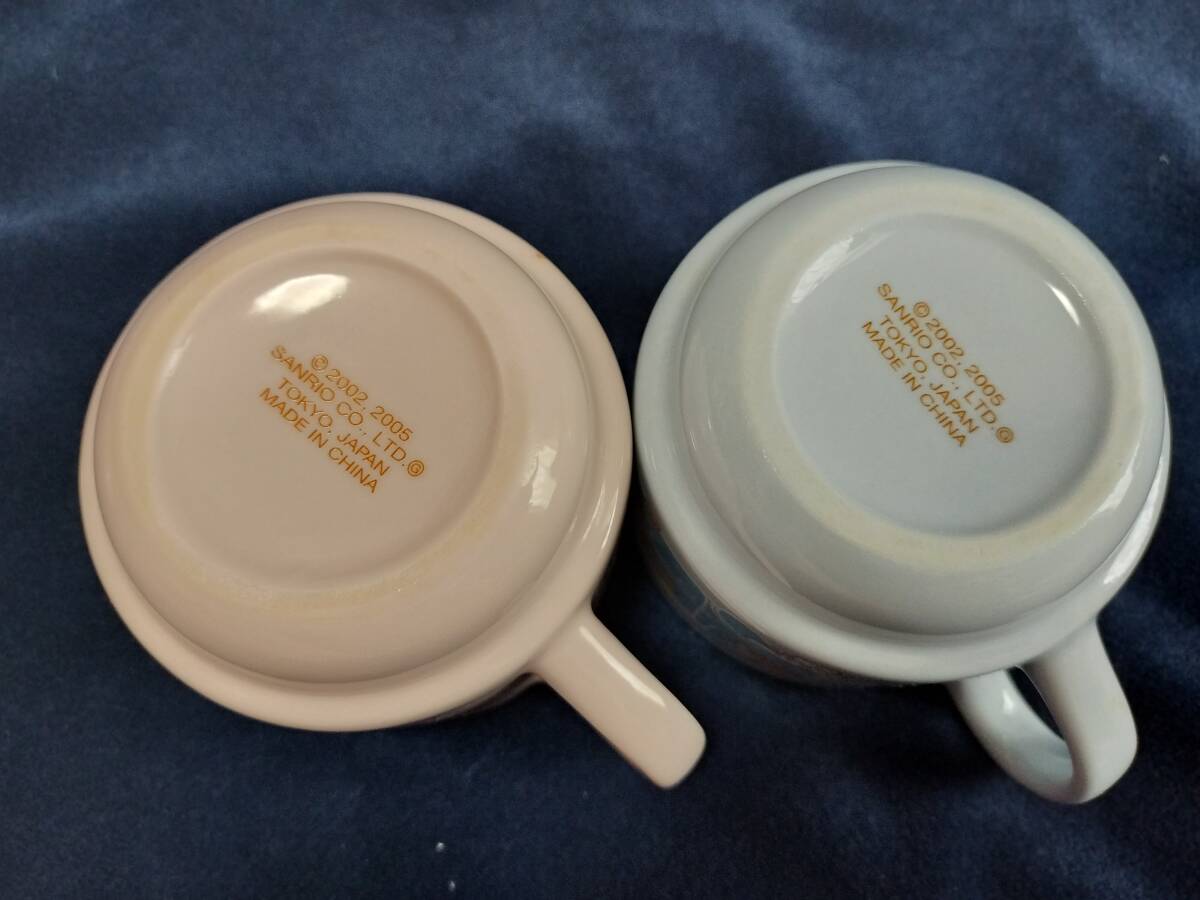 ©2002, 2005
SANRIO CO., LTD.Ⓖ
TOKYO, JAPAN
MADE IN CHINA
©2002, 2005
SANRIO CO., LTD.Ⓖ
TOKYO, JAPAN
MADE IN CHINA